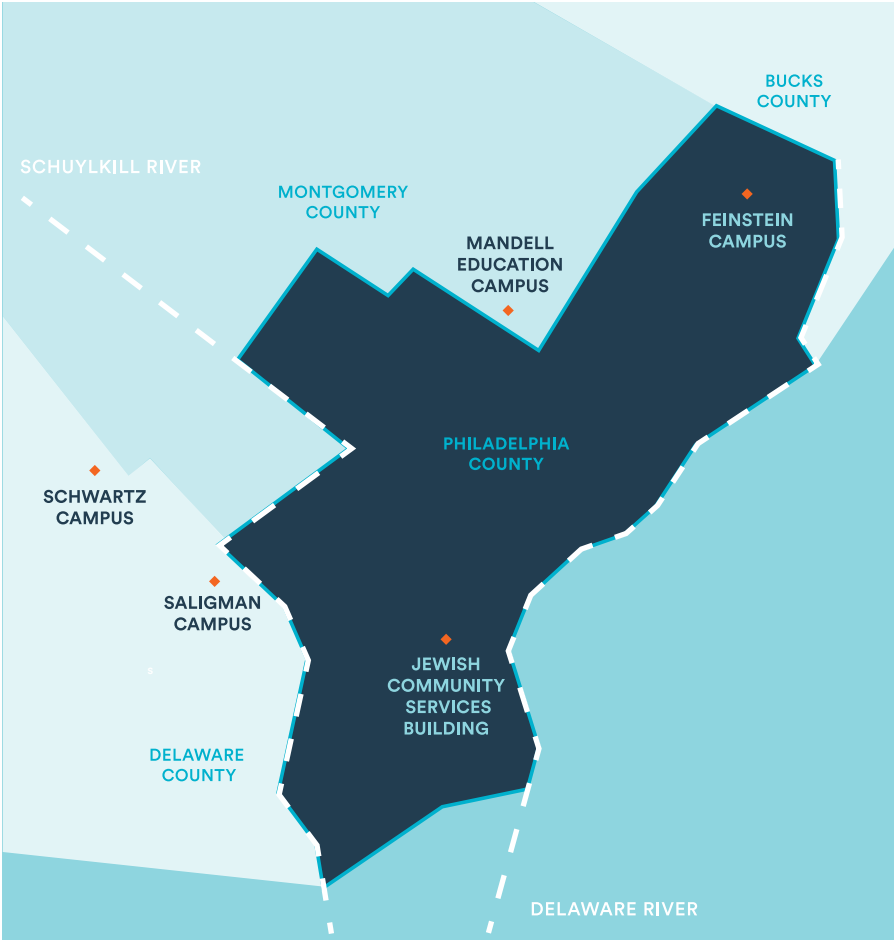 BUCKS
COUNTY
SCHUYLKILL RIVER
MONTGOMERY
COUNTY
FEINSTEIN
CAMPUS
MANDELL
EDUCATION
CAMPUS
PHILADELPHIA
COUNTY
SCHWARTZ
CAMPUS
SALIGMAN
CAMPUS
JEWISH
COMMUNITY
SERVICES
BUILDING
DELAWARE
COUNTY
DELAWARE RIVER